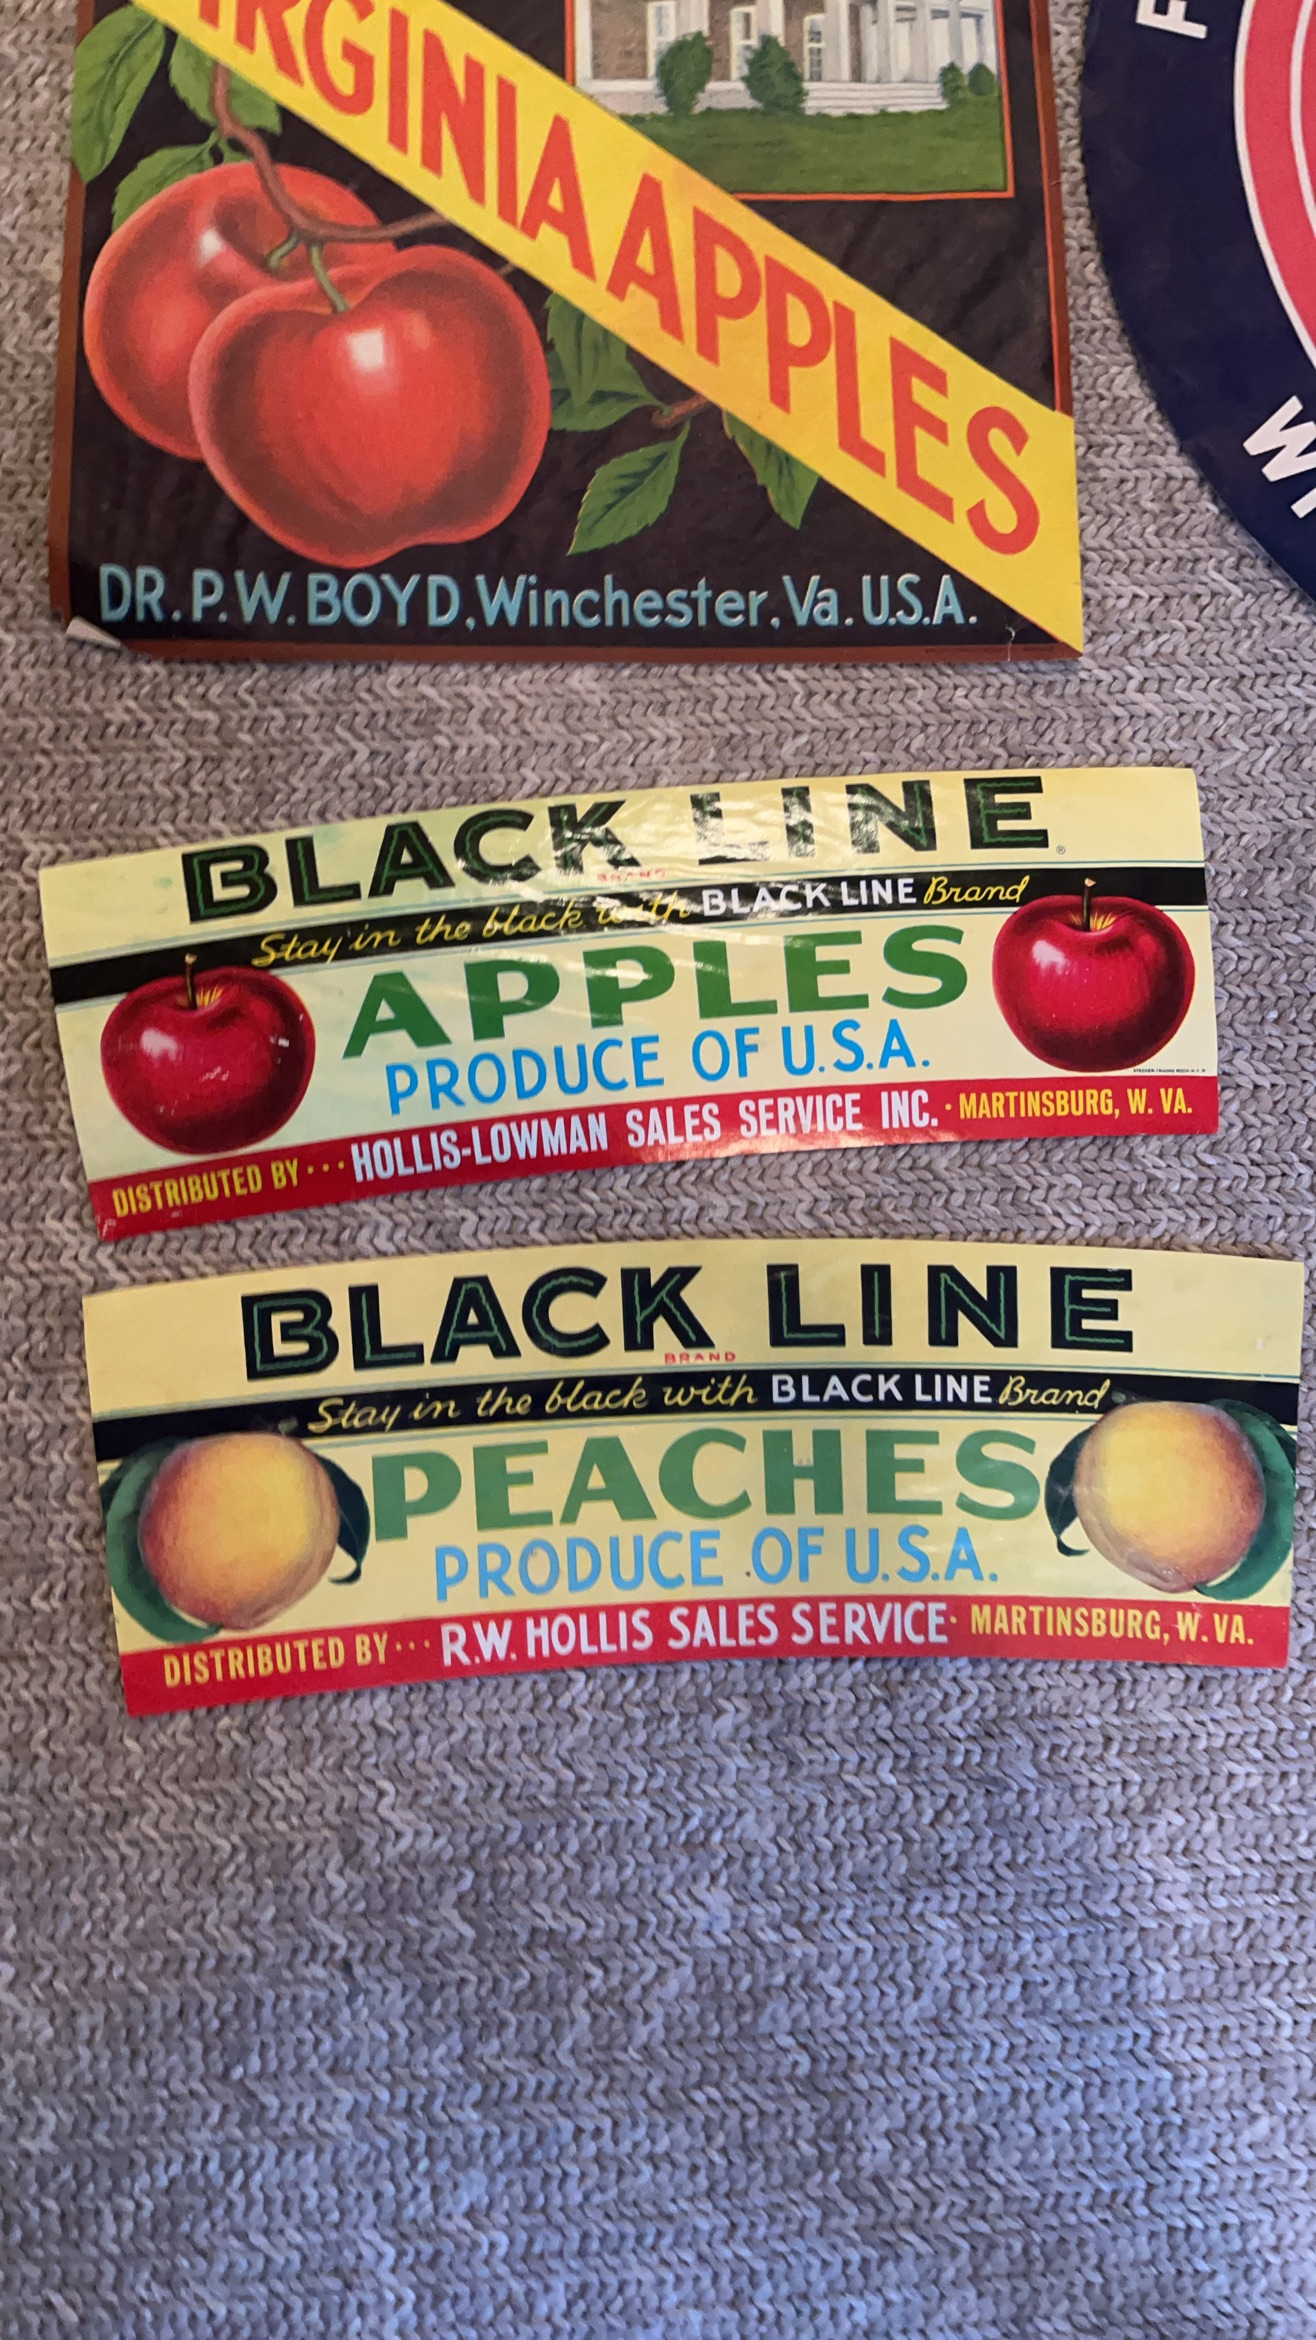 VIRGINIA APPLES
DR. P.W. BOYD, Winchester, Va. U.S.A.
BLACK LINE ®
BRAND
Stay in the black with BLACK LINE Brand
APPLES
PRODUCE OF U.S.A.
DISTRIBUTED BY ··· HOLLIS-LOWMAN SALES SERVICE INC. · MARTINSBURG, W. VA.
BLACK LINE
BRAND
Stay in the black with BLACK LINE Brand
PEACHES
PRODUCE OF U.S.A.
DISTRIBUTED BY ··· R.W. HOLLIS SALES SERVICE · MARTINSBURG, W. VA.